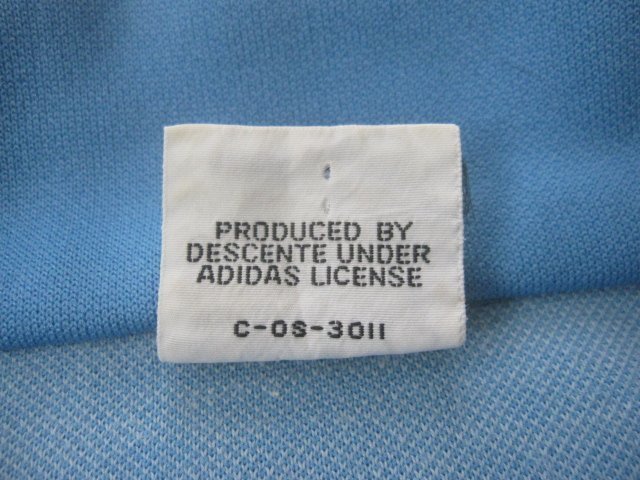 PRODUCED BY
DESCENTE UNDER
ADIDAS LICENSE
C-OS-3011